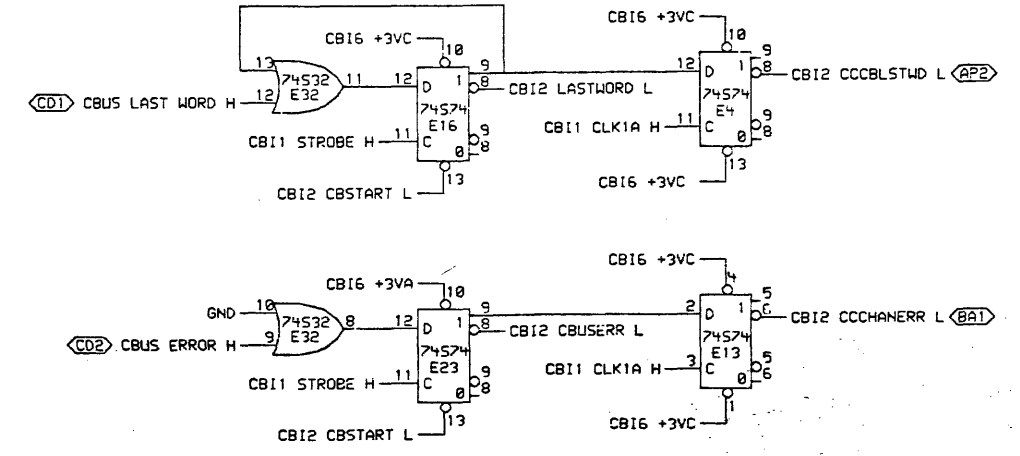 CBI6 +3VC
10
13
74S32
E32
11
12
CD1 CBUS LAST WORD H
12
D
1
9
8
CBI2 LASTWORD L
74S74
E16
CBI1 STROBE H
11
C
0
9
8
13
CBI2 CBSTART L
CBI6 +3VC
10
12
D
1
9
8
CBI2 CCCBLSTWD L AP2
74S74
E4
CBI1 CLK1A H
11
C
0
9
8
13
CBI6 +3VC
CBI6 +3VA
10
GND
10
74S32
E32
8
9
CD2 CBUS ERROR H
12
D
1
9
8
CBI2 CBUSERR L
74S74
E23
CBI1 STROBE H
11
C
0
9
8
13
CBI2 CBSTART L
CBI6 +3VC
4
2
D
1
5
6
CBI2 CCCHANERR L BA1
74S74
E13
CBI1 CLK1A H
3
C
0
5
6
1
CBI6 +3VC